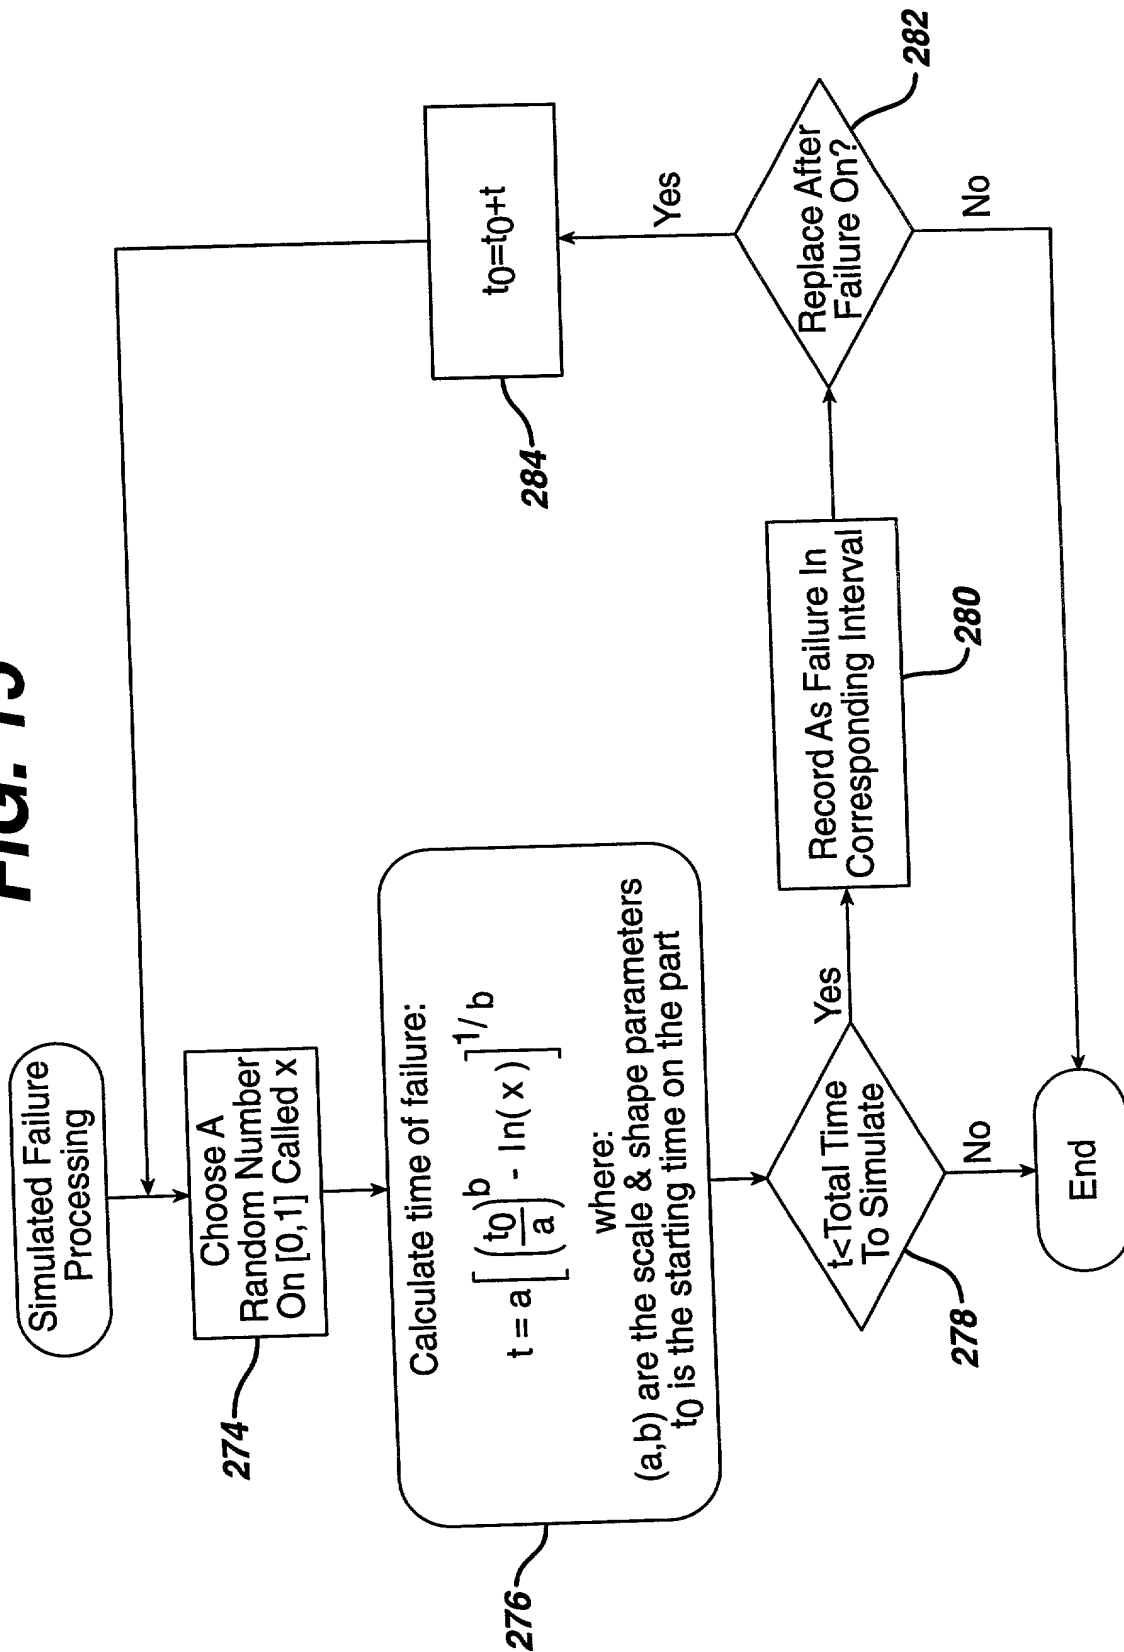 FIG. 15
Simulated Failure
Processing
Choose A
Random Number
On [0,1] Called x
274
Calculate time of failure:
t = a [ (t0/a)^b - ln( x ) ]^1/b
where:
(a,b) are the scale & shape parameters
t0 is the starting time on the part
276
t<Total Time
To Simulate
278
Yes
No
Record As Failure In
Corresponding Interval
280
Replace After
Failure On?
282
Yes
No
t0=t0+t
284
End